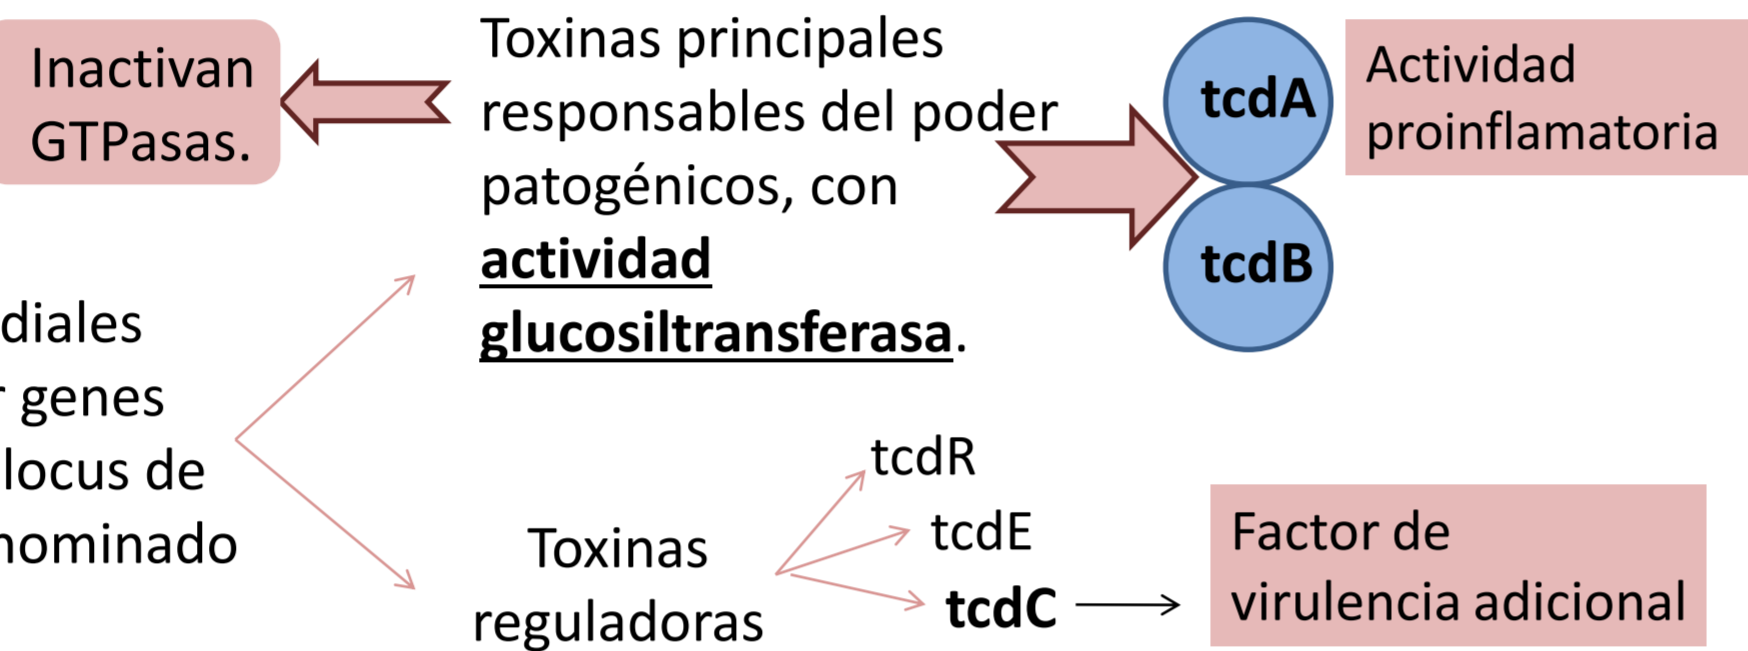 Inactivan
GTPasas.
Toxinas principales
responsables del poder
patogénicos, con
actividad
glucosiltransferasa.
tcdA
tcdB
Actividad
proinflamatoria
diales
genes
locus de
nominado
Toxinas
reguladoras
tcdR
tcdE
tcdC
Factor de
virulencia adicional